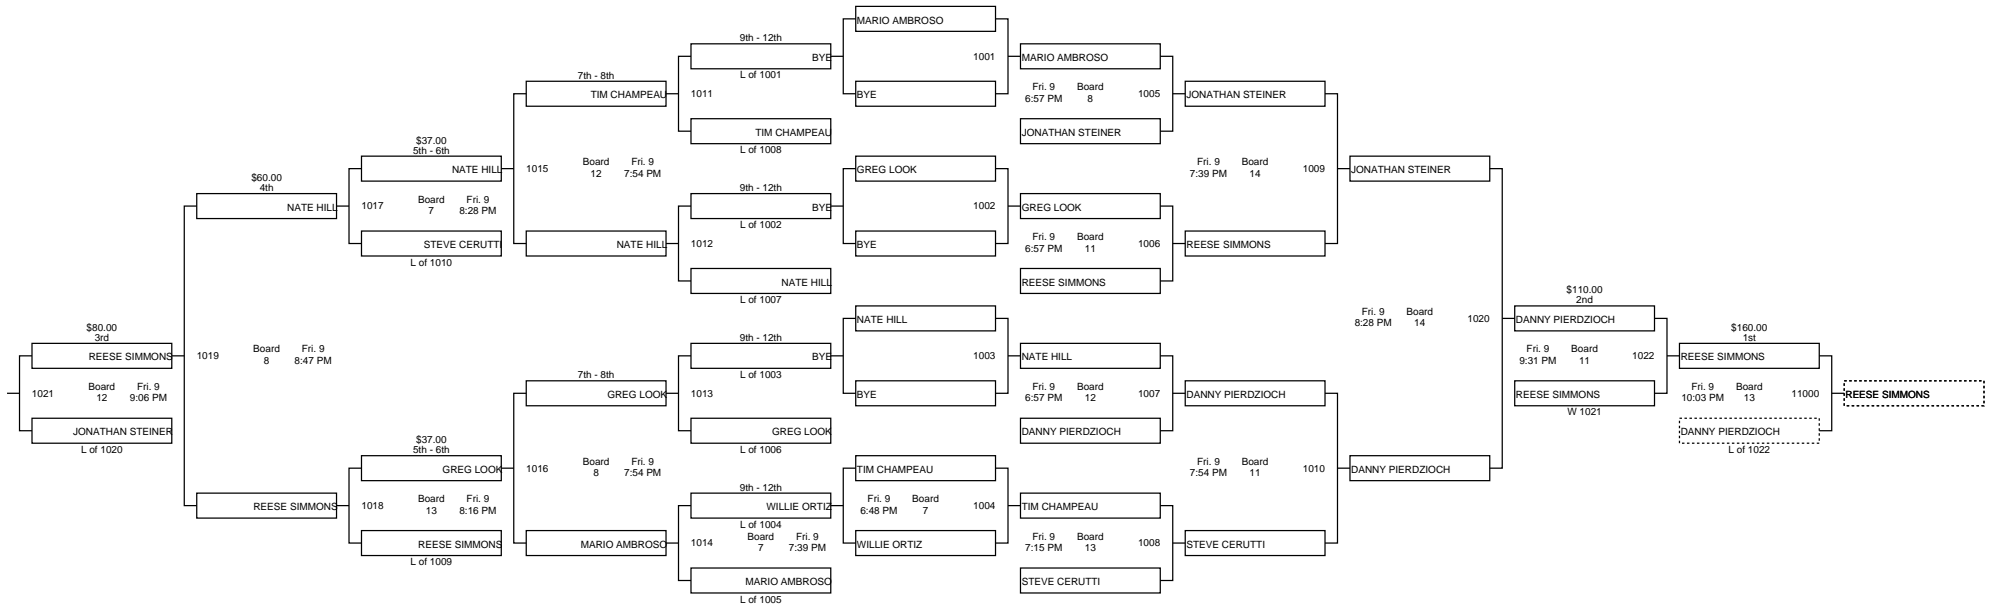 MARIO AMBROSO
9th - 12th
BYE
1001
MARIO AMBROSO
L of 1001
7th - 8th
TIM CHAMPEAU
1011
BYE
Fri. 9 Board
6:57 PM 8
1005
JONATHAN STEINER
TIM CHAMPEAU
JONATHAN STEINER
$37.00
L of 1008
5th - 6th
NATE HILL
1015
Board Fri. 9
12 7:54 PM
GREG LOOK
Fri. 9 Board
7:39 PM 14
1009
JONATHAN STEINER
$60.00
4th
9th - 12th
NATE HILL
1017
Board Fri. 9
7 8:28 PM
BYE
1002
GREG LOOK
L of 1002
STEVE CERUTTI
NATE HILL
1012
BYE
Fri. 9 Board
6:57 PM 11
1006
REESE SIMMONS
L of 1010
NATE HILL
REESE SIMMONS
$110.00
L of 1007
2nd
NATE HILL
Fri. 9 Board
8:28 PM 14
1020
DANNY PIERDZIOCH
$80.00
$160.00
3rd
9th - 12th
1st
REESE SIMMONS
1019
Board Fri. 9
8 8:47 PM
BYE
1003
NATE HILL
Fri. 9 Board
9:31 PM 11
1022
REESE SIMMONS
L of 1003
7th - 8th
1021
Board Fri. 9
12 9:06 PM
GREG LOOK
1013
BYE
Fri. 9 Board
6:57 PM 12
1007
DANNY PIERDZIOCH
REESE SIMMONS
Fri. 9 Board
10:03 PM 13
11000
REESE SIMMONS
W 1021
JONATHAN STEINER
GREG LOOK
DANNY PIERDZIOCH
DANNY PIERDZIOCH
L of 1020
$37.00
5th - 6th
L of 1006
L of 1022
GREG LOOK
1016
Board Fri. 9
8 7:54 PM
TIM CHAMPEAU
Fri. 9 Board
7:54 PM 11
1010
DANNY PIERDZIOCH
9th - 12th
REESE SIMMONS
1018
Board Fri. 9
13 8:16 PM
WILLIE ORTIZ
Fri. 9 Board
6:48 PM 7
1004
TIM CHAMPEAU
L of 1004
REESE SIMMONS
MARIO AMBROSO
1014
Board Fri. 9
7 7:39 PM
WILLIE ORTIZ
Fri. 9 Board
7:15 PM 13
1008
STEVE CERUTTI
L of 1009
MARIO AMBROSO
STEVE CERUTTI
L of 1005